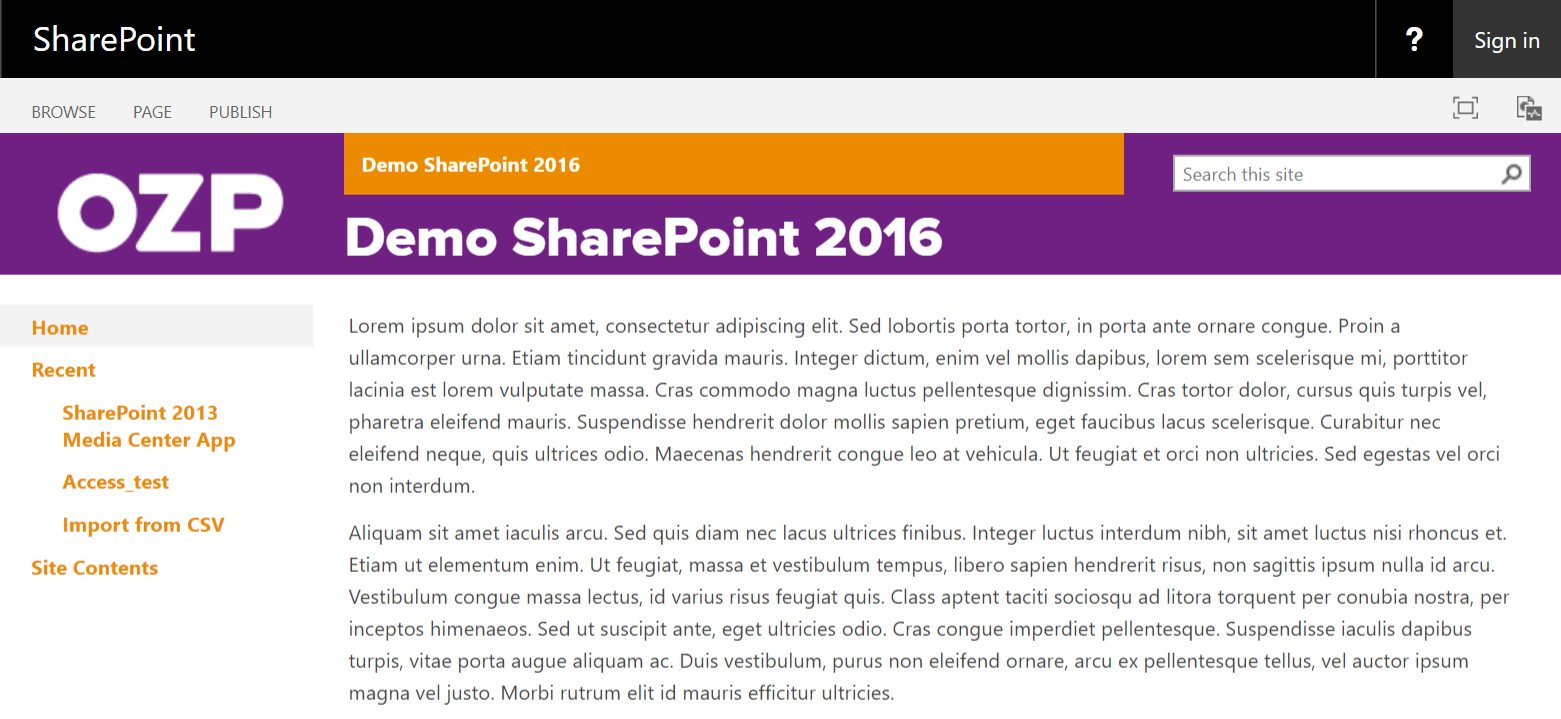 SharePoint
?
Sign in
BROWSE
PAGE
PUBLISH
OZP
Demo SharePoint 2016
Search this site
Demo SharePoint 2016
Home
Recent
SharePoint 2013
Media Center App
Access_test
Import from CSV
Site Contents
Lorem ipsum dolor sit amet, consectetur adipiscing elit. Sed lobortis porta tortor, in porta ante ornare congue. Proin a
ullamcorper urna. Etiam tincidunt gravida mauris. Integer dictum, enim vel mollis dapibus, lorem sem scelerisque mi, porttitor
lacinia est lorem vulputate massa. Cras commodo magna luctus pellentesque dignissim. Cras tortor dolor, cursus quis turpis vel,
pharetra eleifend mauris. Suspendisse hendrerit dolor mollis sapien pretium, eget faucibus lacus scelerisque. Curabitur nec
eleifend neque, quis ultrices odio. Maecenas hendrerit congue leo at vehicula. Ut feugiat et orci non ultricies. Sed egestas vel orci
non interdum.
Aliquam sit amet iaculis arcu. Sed quis diam nec lacus ultrices finibus. Integer luctus interdum nibh, sit amet luctus nisi rhoncus et.
Etiam ut elementum enim. Ut feugiat, massa et vestibulum tempus, libero sapien hendrerit risus, non sagittis ipsum nulla id arcu.
Vestibulum congue massa lectus, id varius risus feugiat quis. Class aptent taciti sociosqu ad litora torquent per conubia nostra, per
inceptos himenaeos. Sed ut suscipit ante, eget ultricies odio. Cras congue imperdiet pellentesque. Suspendisse iaculis dapibus
turpis, vitae porta augue aliquam ac. Duis vestibulum, purus non eleifend ornare, arcu ex pellentesque tellus, vel auctor ipsum
magna vel justo. Morbi rutrum elit id mauris efficitur ultricies.